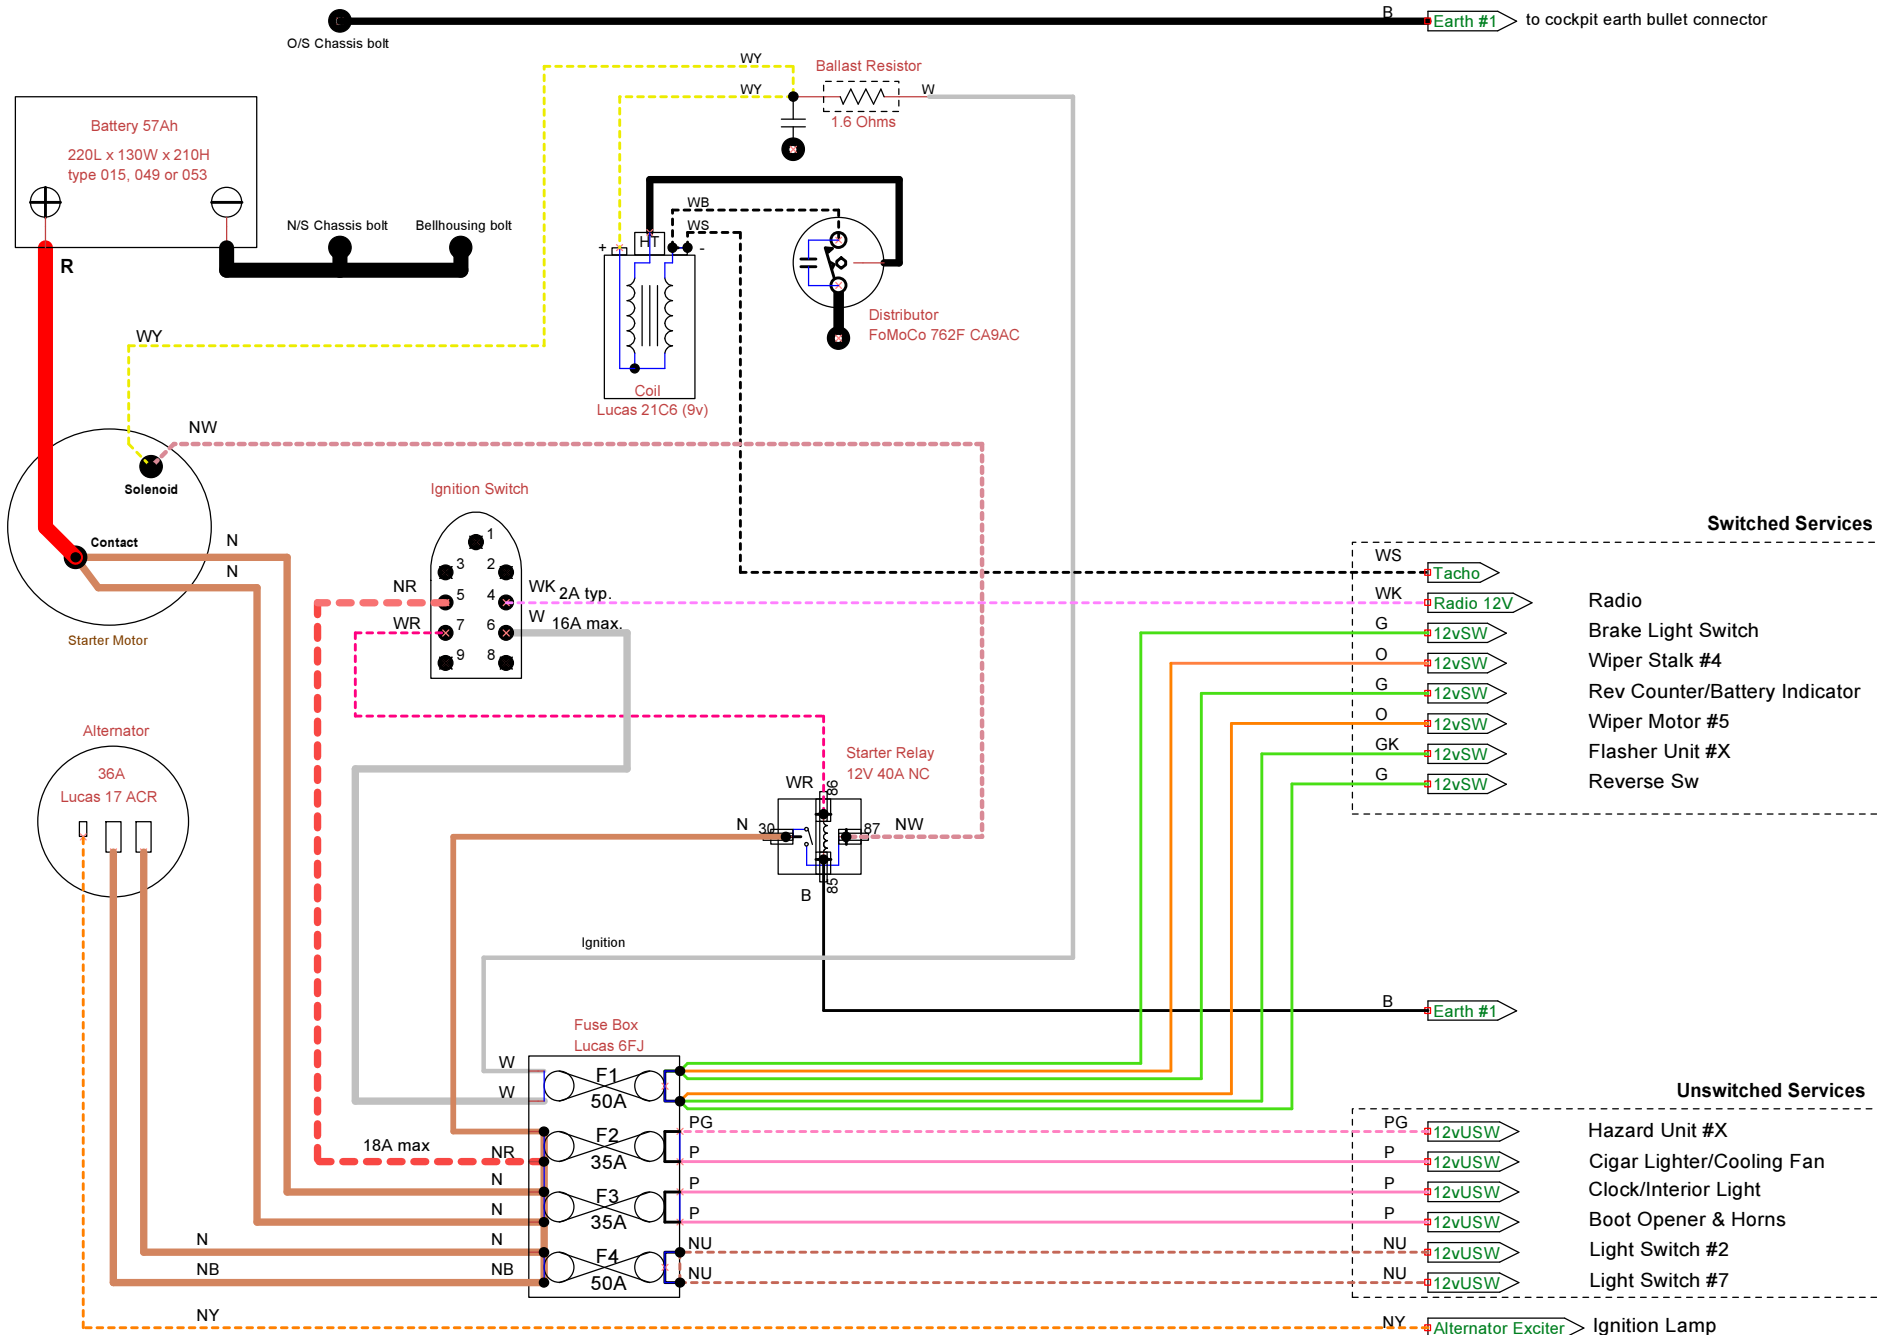 B
Earth #1
to cockpit earth bullet connector
O/S Chassis bolt
WY
Ballast Resistor
WY
W
1.6 Ohms
Battery 57Ah
220L x 130W x 210H
type 015, 049 or 053
N/S Chassis bolt
Bellhousing bolt
R
WB
WS
HT
+
-
Distributor
FoMoCo 762F CA9AC
WY
Coil
Lucas 21C6 (9v)
NW
Solenoid
Contact
Starter Motor
N
N
Ignition Switch
1
3
2
5
4
7
6
9
8
NR
WR
WK
2A typ.
W
16A max.
Switched Services
WS
Tacho
WK
Radio 12V
Radio
G
12vSW
Brake Light Switch
O
12vSW
Wiper Stalk #4
G
12vSW
Rev Counter/Battery Indicator
O
12vSW
Wiper Motor #5
GK
12vSW
Flasher Unit #X
G
12vSW
Reverse Sw
Alternator
36A
Lucas 17 ACR
Starter Relay
12V 40A NC
WR
86
N
30
87
NW
85
B
Ignition
B
Earth #1
Fuse Box
Lucas 6FJ
W
W
F1
50A
18A max
NR
F2
35A
N
N
F3
35A
N
N
F4
50A
NB
NB
PG
P
P
P
NU
NU
Unswitched Services
PG
12vUSW
Hazard Unit #X
P
12vUSW
Cigar Lighter/Cooling Fan
P
12vUSW
Clock/Interior Light
P
12vUSW
Boot Opener & Horns
NU
12vUSW
Light Switch #2
NU
12vUSW
Light Switch #7
NY
NY
Alternator Exciter
Ignition Lamp